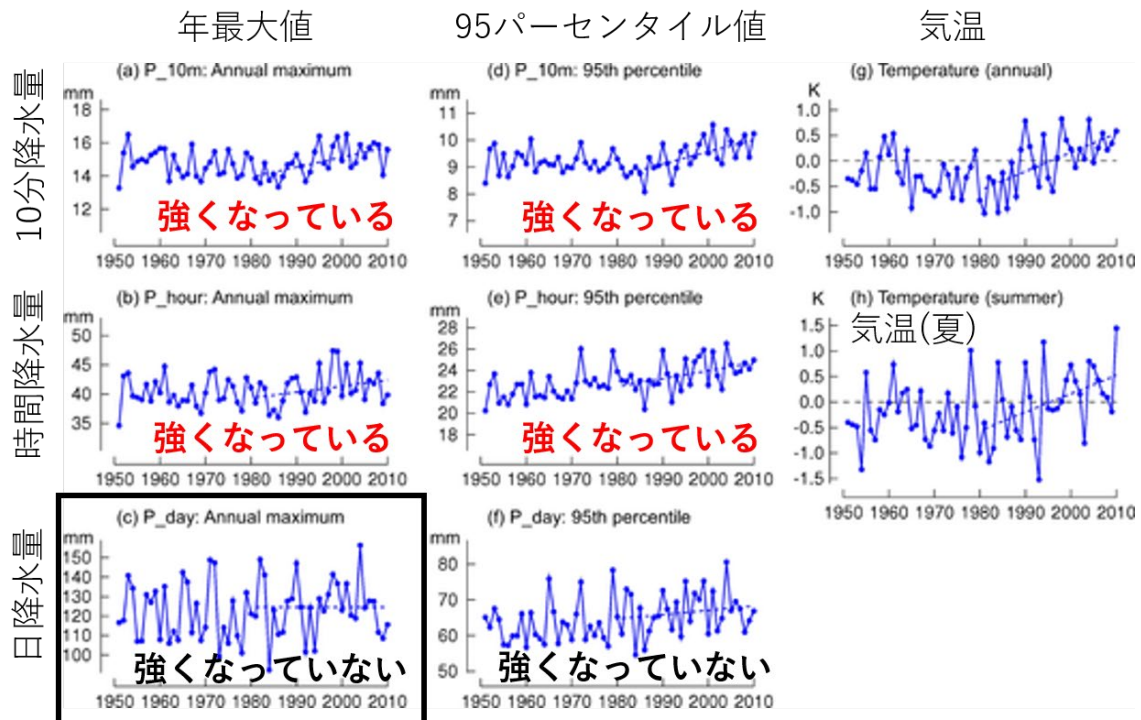 年最大値
95パーセンタイル値
気温
10分降水量
時間降水量
日降水量
(a) P_10m: Annual maximum
mm
18
16
14
12
強くなっている
1950 1960 1970 1980 1990 2000 2010
(d) P_10m: 95th percentile
mm
11
10
9
8
7
強くなっている
1950 1960 1970 1980 1990 2000 2010
(g) Temperature (annual)
K
1.0
0.5
0.0
-0.5
-1.0
1950 1960 1970 1980 1990 2000 2010
(b) P_hour: Annual maximum
mm
50
45
40
35
強くなっている
1950 1960 1970 1980 1990 2000 2010
(e) P_hour: 95th percentile
mm
28
26
24
22
20
18
強くなっている
1950 1960 1970 1980 1990 2000 2010
(h) Temperature (summer)
K
気温(夏)
1.5
1.0
0.5
0.0
-0.5
-1.0
-1.5
1950 1960 1970 1980 1990 2000 2010
(c) P_day: Annual maximum
mm
150
140
130
120
110
100
強くなっていない
1950 1960 1970 1980 1990 2000 2010
(f) P_day: 95th percentile
mm
80
70
60
50
強くなっていない
1950 1960 1970 1980 1990 2000 2010